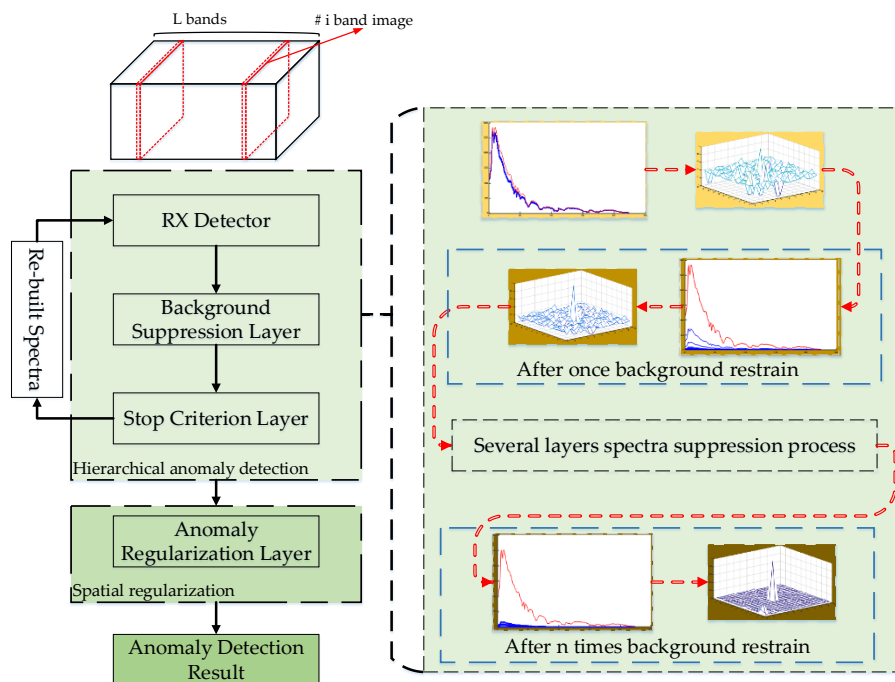 L bands
# i band image
RX Detector
Re-built Spectra
Background
Suppression Layer
Stop Criterion Layer
Hierarchical anomaly detection
Anomaly
Regularization Layer
Spatial regularization
Anomaly Detection
Result
After once background restrain
Several layers spectra suppression process
After n times background restrain